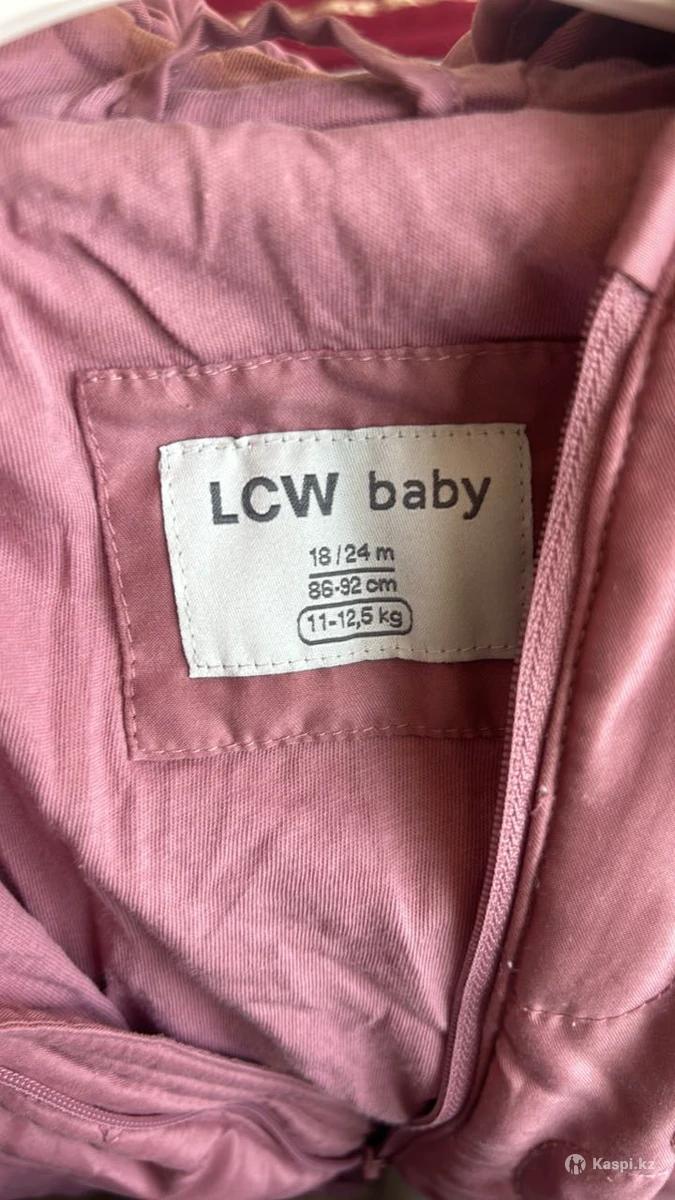 LCW baby
18/24 m
86-92 cm
11-12,5 kg
Kaspi.kz